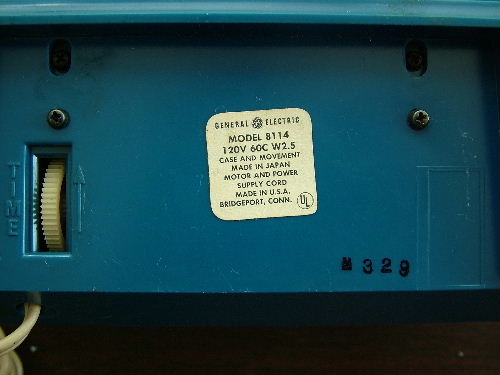 GENERAL GE ELECTRIC
MODEL 8114
120V 60C W2.5
CASE AND MOVEMENT
MADE IN JAPAN
MOTOR AND POWER
SUPPLY CORD
MADE IN U.S.A.
BRIDGEPORT, CONN. UL
TIME
M 329